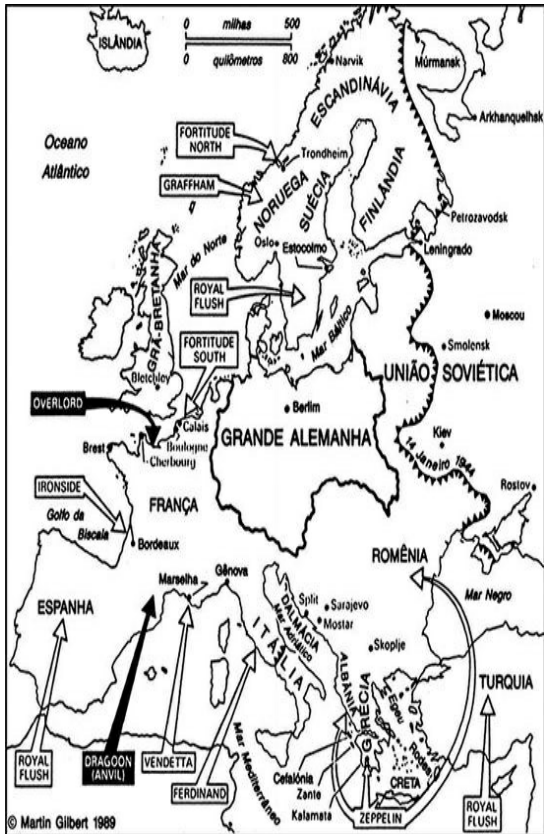 ISLÂNDIA
0 milhas 500
0 quilômetros 800
Narvik
Múrmansk
ESCANDINÁVIA
Arkhanquelhsk
Oceano
Atlântico
FORTITUDE
NORTH
Trondheim
GRAFFHAM
NORUEGA
SUÉCIA
FINLÂNDIA
Petrozavodsk
Oslo
Estocolmo
Leningrado
Mar do Norte
ROYAL
FLUSH
Moscou
GRÃ-BRETANHA
FORTITUDE
SOUTH
Mar Báltico
Smolensk
UNIÃO SOVIÉTICA
Bletchley
OVERLORD
Calais
Boulogne
Cherbourg
Berlim
GRANDE ALEMANHA
Kiev
14 Janeiro 1944
Brest
Rostov
IRONSIDE
FRANÇA
Golfo da
Biscaia
Bordeaux
ROMÊNIA
Mar Negro
Gênova
Marselha
ESPANHA
Split
Sarajevo
DALMÁCIA
Mostar
Mar Adriático
ITÁLIA
Skoplje
ALBÂNIA
GRÉCIA
TURQUIA
Egeu
Rodes
Mar Mediterrâneo
Cefalônia
Zante
Kalamata
CRETA
ROYAL
FLUSH
DRAGOON
(ANVIL)
VENDETTA
FERDINAND
ZEPPELIN
ROYAL
FLUSH
© Martin Gilbert 1989